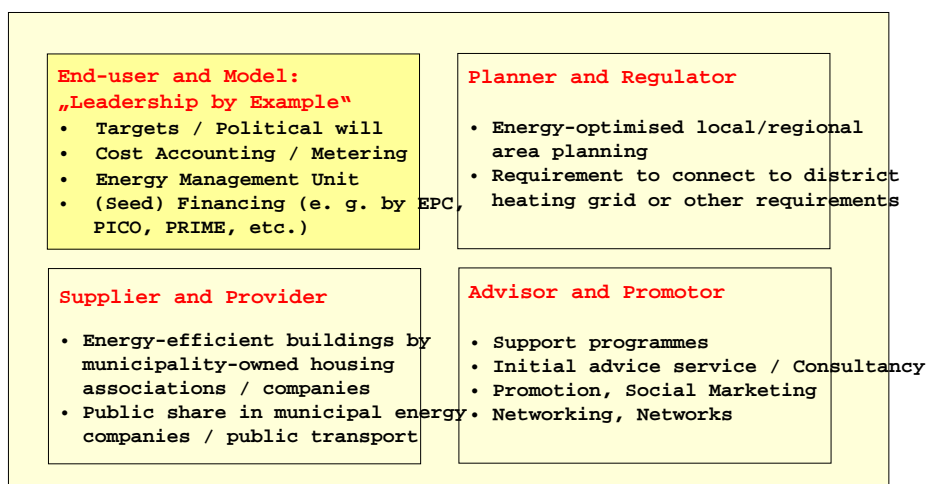 End-user and Model:
„Leadership by Example“
• Targets / Political will
• Cost Accounting / Metering
• Energy Management Unit
• (Seed) Financing (e. g. by EPC,
PICO, PRIME, etc.)
Planner and Regulator
• Energy-optimised local/regional
area planning
• Requirement to connect to district
heating grid or other requirements
Supplier and Provider
• Energy-efficient buildings by
municipality-owned housing
associations / companies
• Public share in municipal energy
companies / public transport
Advisor and Promotor
• Support programmes
• Initial advice service / Consultancy
• Promotion, Social Marketing
• Networking, Networks